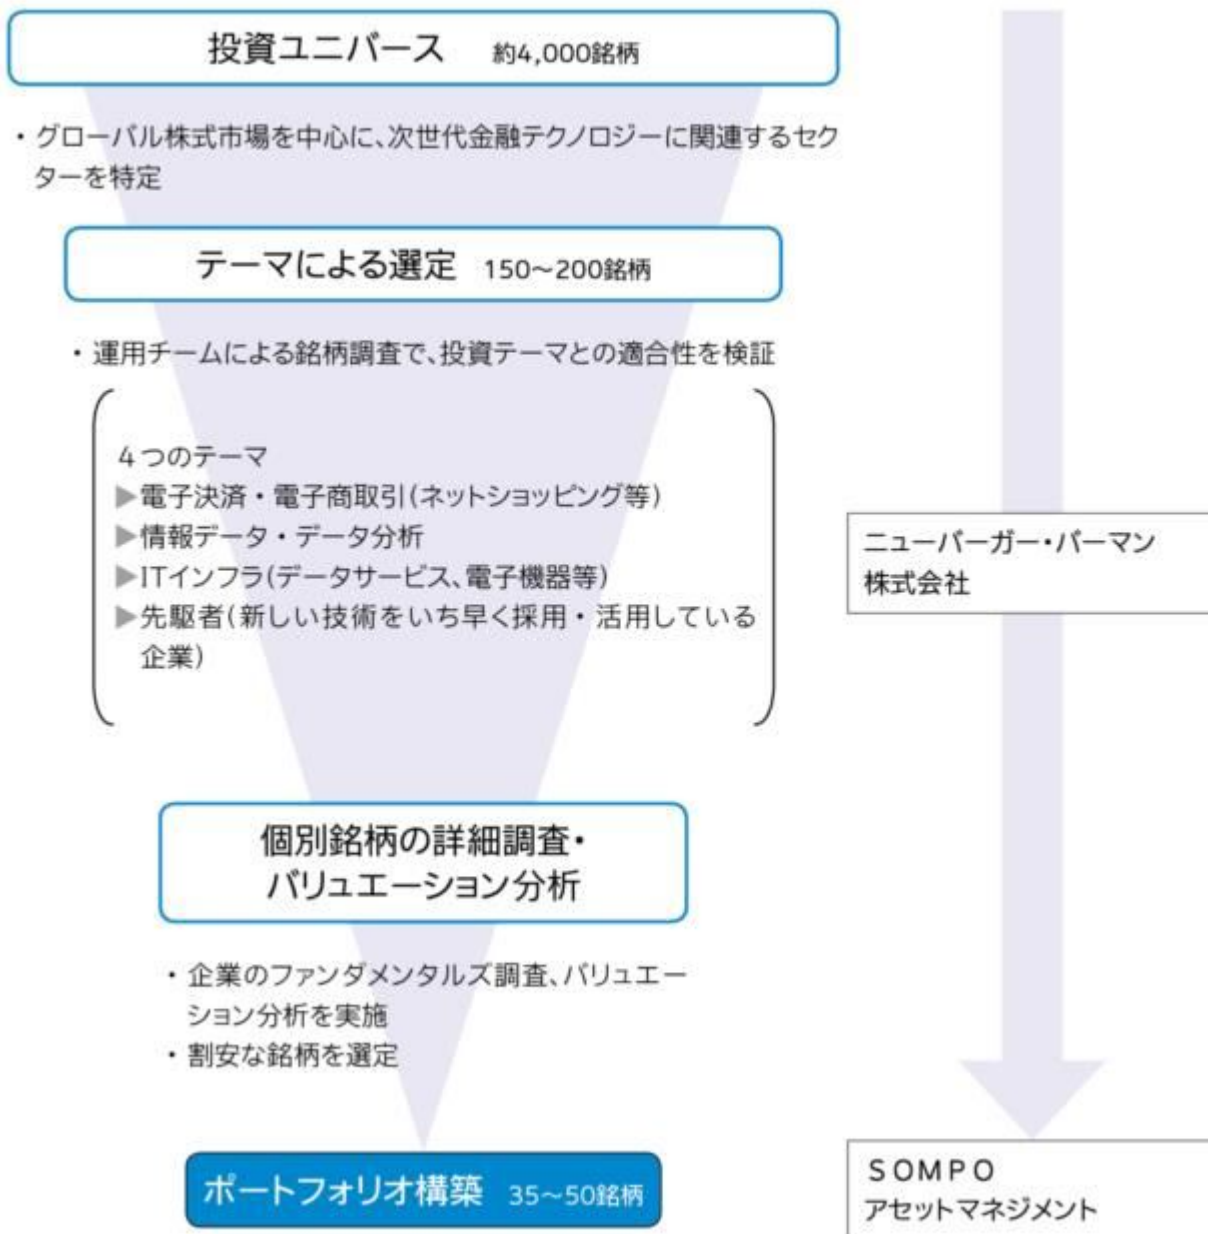 投資ユニバース 約4,000銘柄
・グローバル株式市場を中心に、次世代金融テクノロジーに関連するセク
ターを特定
テーマによる選定 150〜200銘柄
・運用チームによる銘柄調査で、投資テーマとの適合性を検証
4つのテーマ
▶電子決済・電子商取引(ネットショッピング等)
▶情報データ・データ分析
▶ITインフラ(データサービス、電子機器等)
▶先駆者(新しい技術をいち早く採用・活用している
企業)
ニューバーガー・バーマン
株式会社
個別銘柄の詳細調査・
バリュエーション分析
・企業のファンダメンタルズ調査、バリュエー
ション分析を実施
・割安な銘柄を選定
ポートフォリオ構築 35〜50銘柄
SOMPO
アセットマネジメント